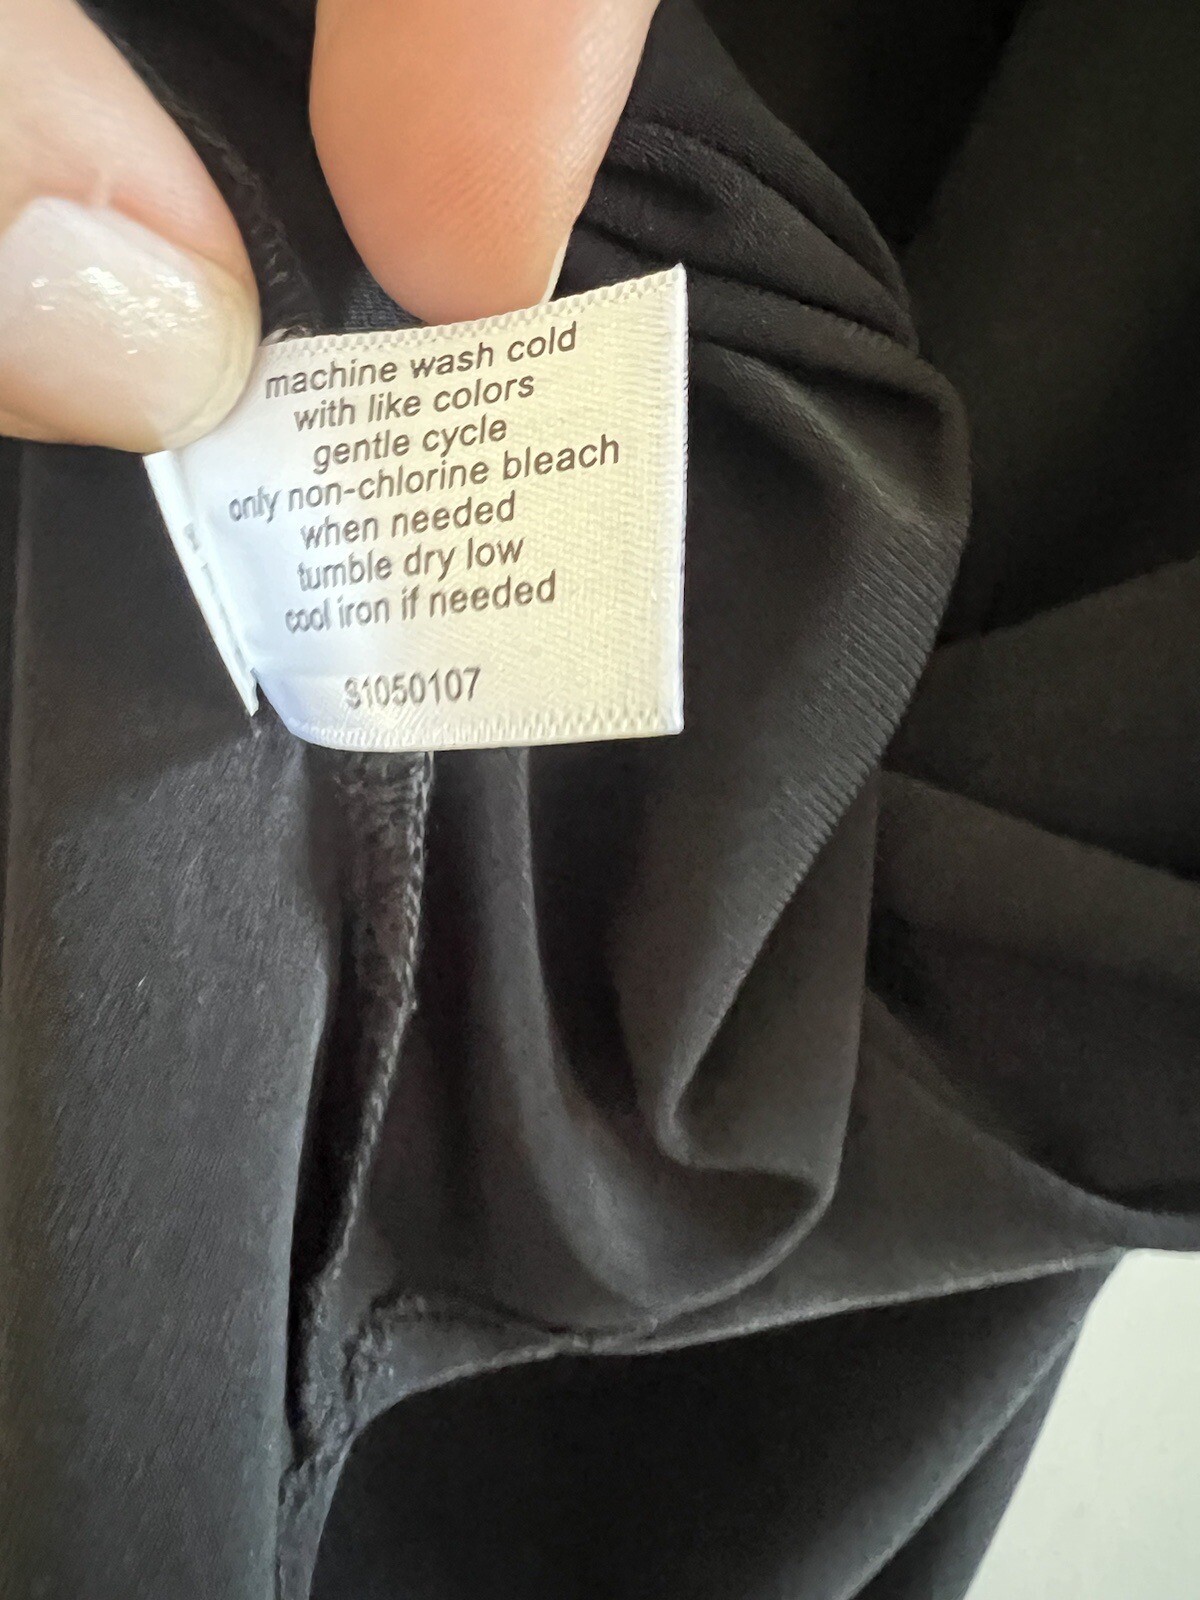 machine wash cold
with like colors
gentle cycle
only non-chlorine bleach
when needed
tumble dry low
cool iron if needed
S1050107